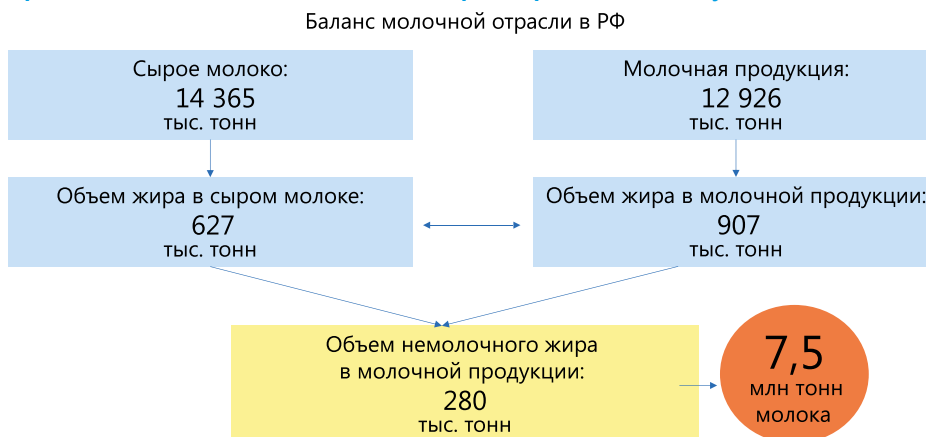 Баланс молочной отрасли в РФ
Сырое молоко:
14 365
тыс. тонн
Молочная продукция:
12 926
тыс. тонн
Объем жира в сыром молоке:
627
тыс. тонн
Объем жира в молочной продукции:
907
тыс. тонн
Объем немолочного жира
в молочной продукции:
280
тыс. тонн
7,5
млн тонн
молока